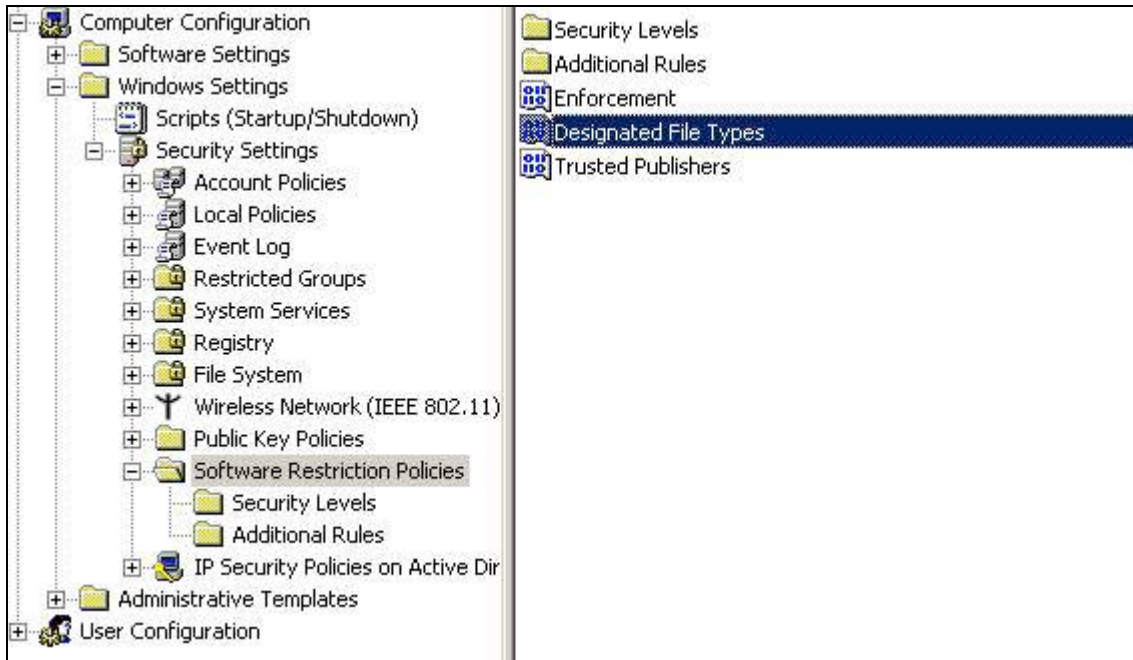 Computer Configuration
Software Settings
Windows Settings
Scripts (Startup/Shutdown)
Security Settings
Account Policies
Local Policies
Event Log
Restricted Groups
System Services
Registry
File System
Wireless Network (IEEE 802.11)
Public Key Policies
Software Restriction Policies
Security Levels
Additional Rules
IP Security Policies on Active Dir
Administrative Templates
User Configuration
Security Levels
Additional Rules
Enforcement
Designated File Types
Trusted Publishers